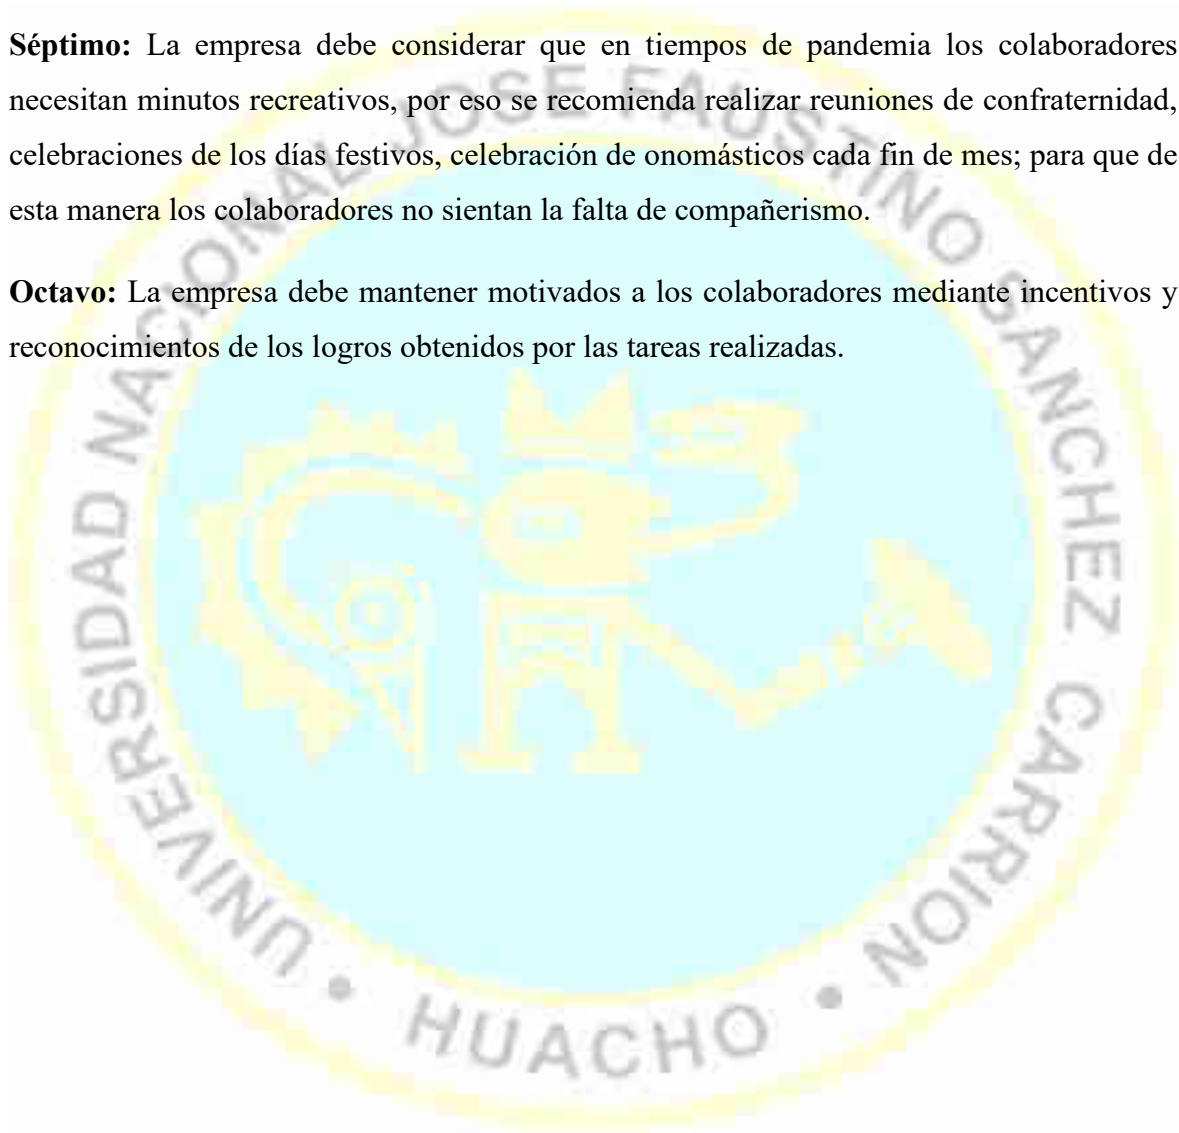 Séptimo: La empresa debe considerar que en tiempos de pandemia los colaboradores
necesitan minutos recreativos, por eso se recomienda realizar reuniones de confraternidad,
celebraciones de los días festivos, celebración de onomásticos cada fin de mes; para que de
esta manera los colaboradores no sientan la falta de compañerismo.
Octavo: La empresa debe mantener motivados a los colaboradores mediante incentivos y
reconocimientos de los logros obtenidos por las tareas realizadas.
UNIVERSIDAD NACIONAL JOSE FAUSTINO SANCHEZ CARRION
• HUACHO •